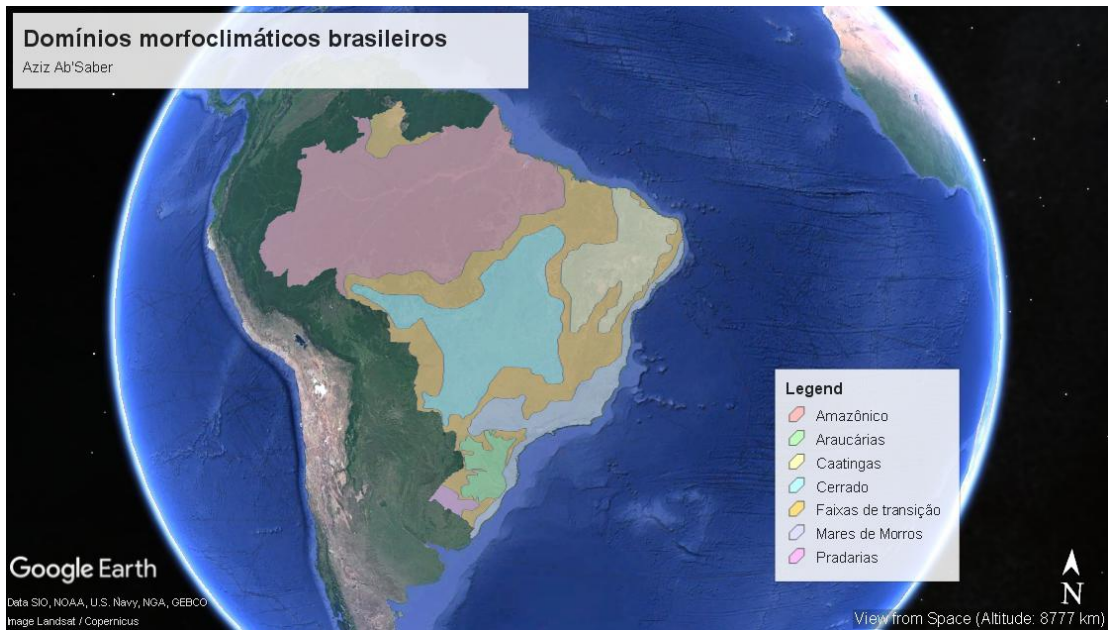 Domínios morfoclimáticos brasileiros
Aziz Ab'Saber
Legend
Amazônico
Araucárias
Caatingas
Cerrado
Faixas de transição
Mares de Morros
Pradarias
Google Earth
Data SIO, NOAA, U.S. Navy, NGA, GEBCO
Image Landsat / Copernicus
N
View from Space (Altitude: 8777 km)